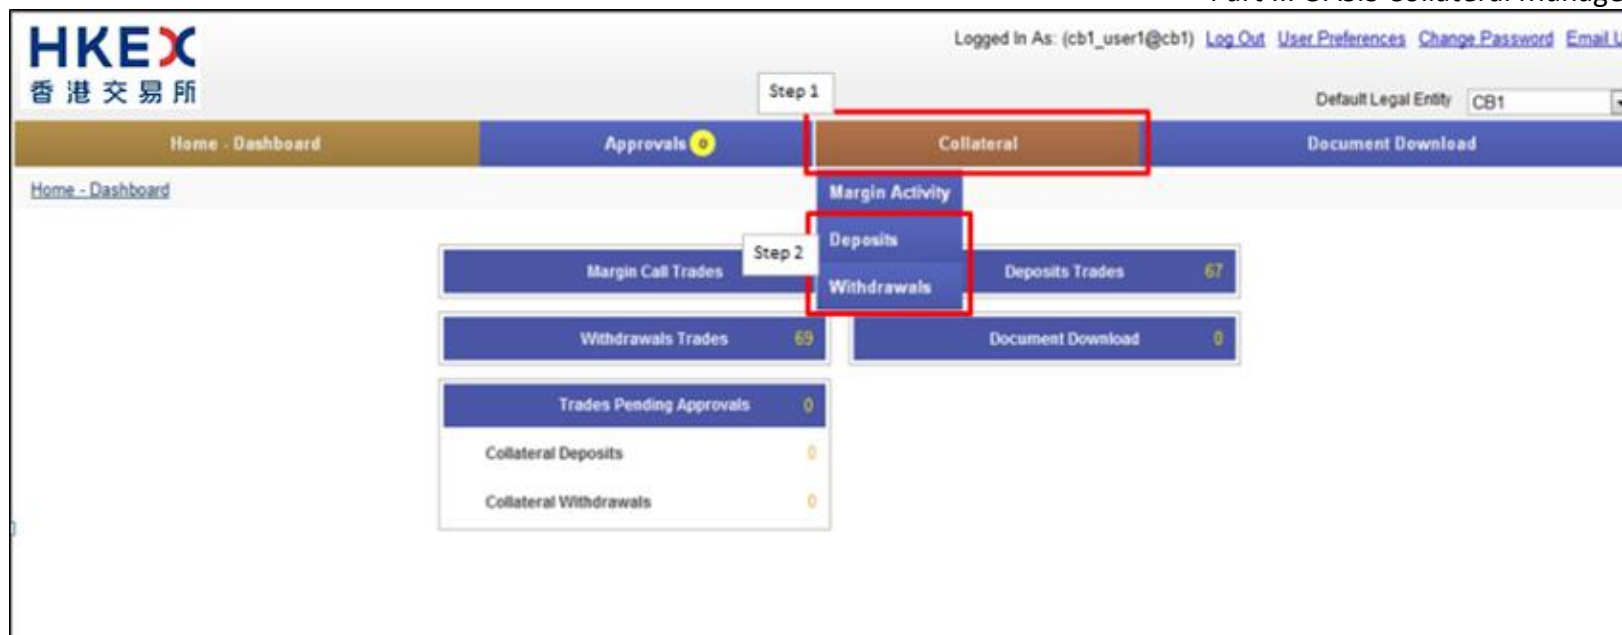 HKEX
香港交易所
Logged In As: (cb1_user1@cb1) Log Out User Preferences Change Password Email
Step 1
Default Legal Entity CB1
Home - Dashboard Approvals 0 Collateral Document Download
Home - Dashboard
Margin Activity
Deposits
Step 2
Withdrawals
Margin Call Trades
Deposits Trades 67
Withdrawals Trades 69
Document Download 0
Trades Pending Approvals 0
Collateral Deposits 0
Collateral Withdrawals 0